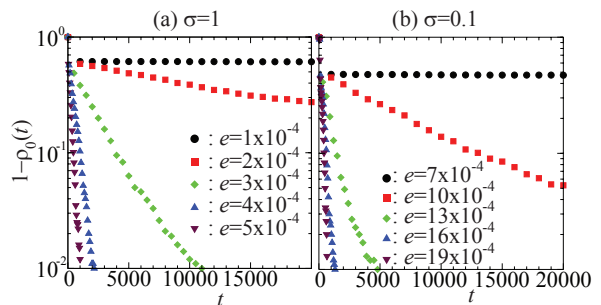 (a) σ=1
(b) σ=0.1
1-ρ₀(t)
10⁰
10⁻¹
10⁻²
: e=1x10⁻⁴
: e=2x10⁻⁴
: e=3x10⁻⁴
: e=4x10⁻⁴
: e=5x10⁻⁴
: e=7x10⁻⁴
: e=10x10⁻⁴
: e=13x10⁻⁴
: e=16x10⁻⁴
: e=19x10⁻⁴
0 5000 10000 15000
0 5000 10000 15000 20000
t
t